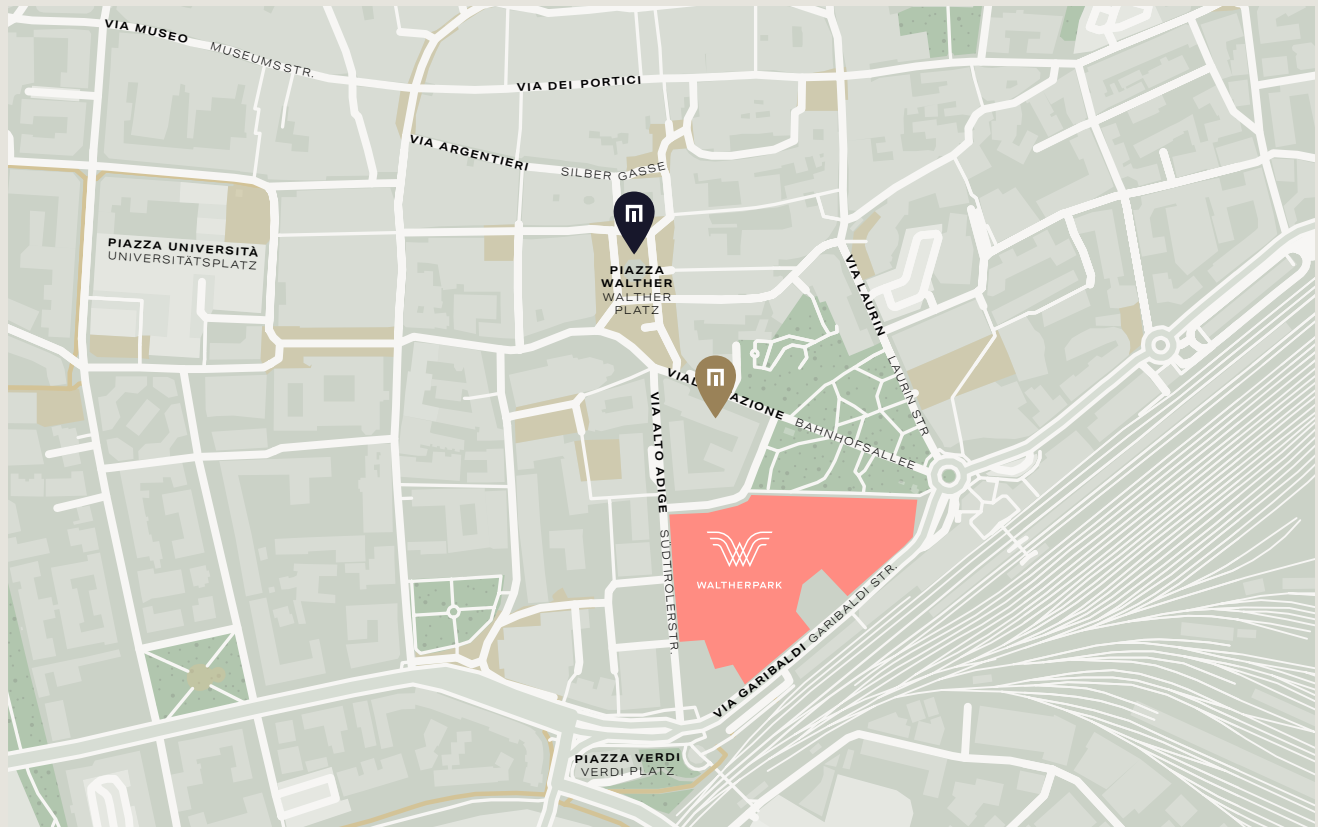 VIA MUSEO MUSEUMSSTR.
VIA DEI PORTICI
VIA ARGENTIERI SILBER GASSE
PIAZZA UNIVERSITÀ
UNIVERSITÄTSPLATZ
PIAZZA
WALTHER
WALTHER
PLATZ
VIA LAURIN LAURIN STR
AZIONE BAHNHOFSALLEE
VIA ALTO ADIGE SÜDTIROLERSTR.
WALTHERPARK
VIA GARIBALDI GARIBALDI STR.
PIAZZA VERDI
VERDI PLATZ